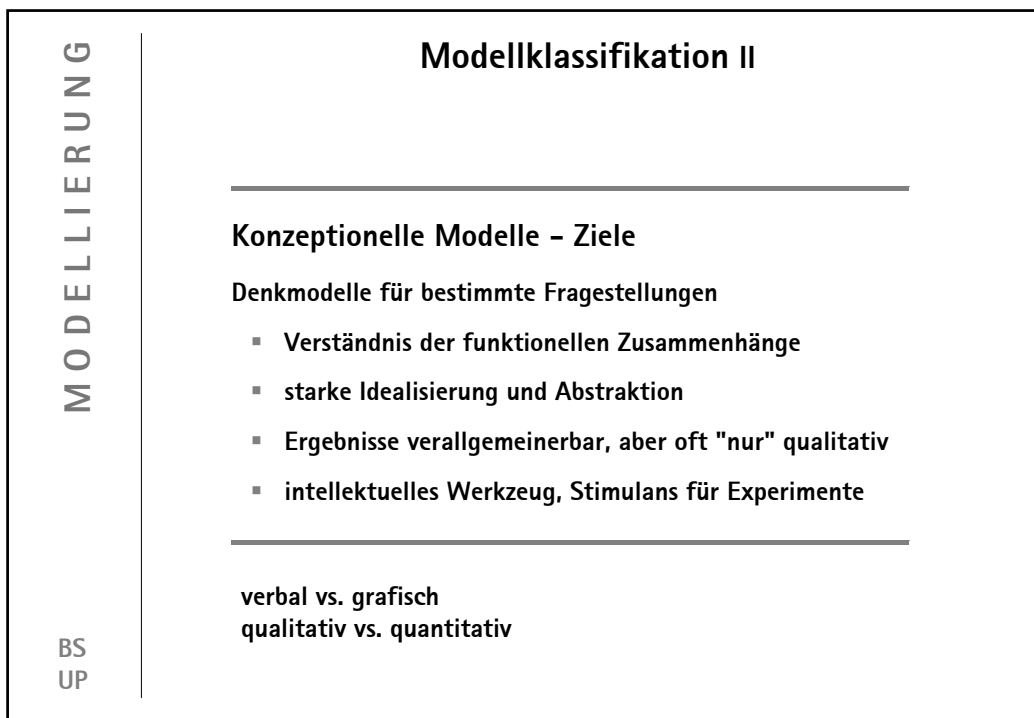 MODELLIERUNG
Modellklassifikation II
Konzeptionelle Modelle – Ziele
Denkmodelle für bestimmte Fragestellungen
▪ Verständnis der funktionellen Zusammenhänge
▪ starke Idealisierung und Abstraktion
▪ Ergebnisse verallgemeinerbar, aber oft "nur" qualitativ
▪ intellektuelles Werkzeug, Stimulans für Experimente
verbal vs. grafisch
qualitativ vs. quantitativ
BS
UP